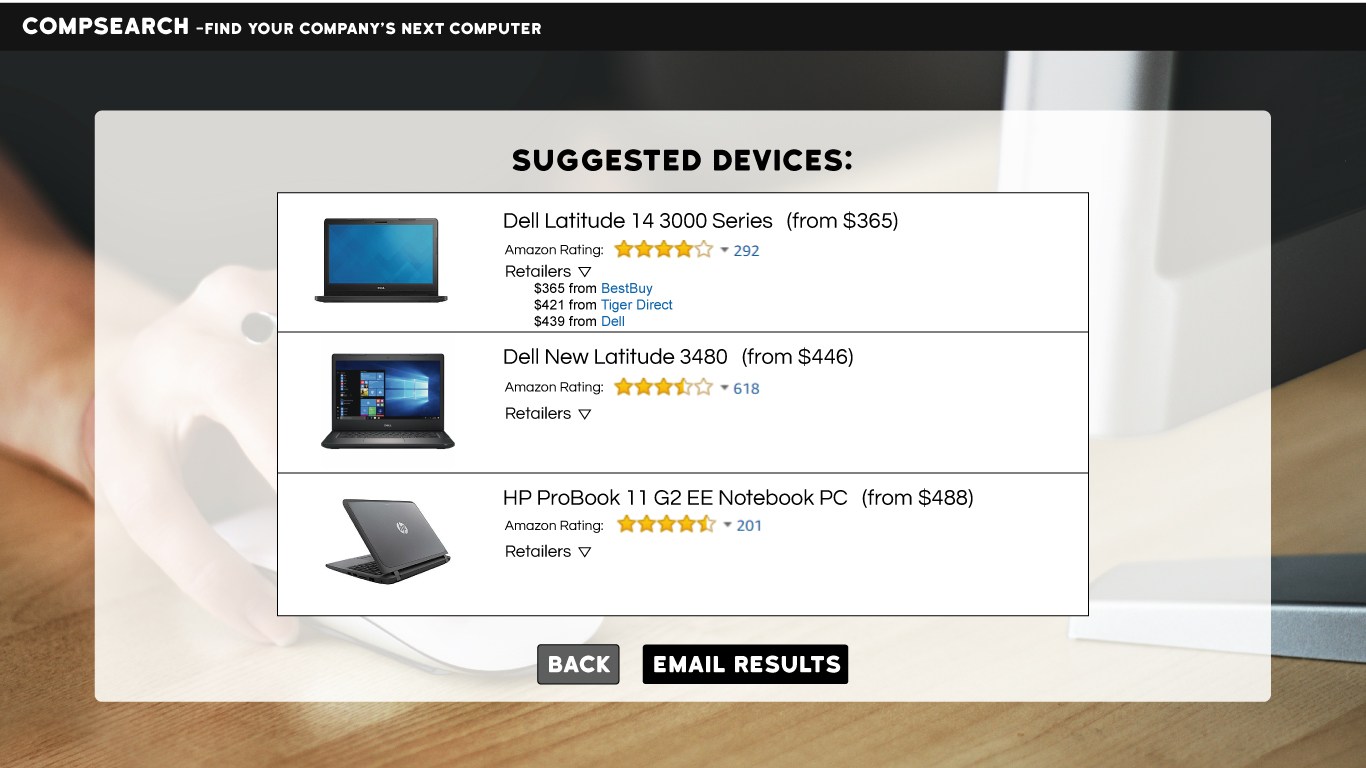 COMPSEARCH -FIND YOUR COMPANY'S NEXT COMPUTER
SUGGESTED DEVICES:
Dell Latitude 14 3000 Series (from $365)
Amazon Rating: 292
Retailers
$365 from BestBuy
$421 from Tiger Direct
$439 from Dell
Dell New Latitude 3480 (from $446)
Amazon Rating: 618
Retailers
HP ProBook 11 G2 EE Notebook PC (from $488)
Amazon Rating: 201
Retailers
BACK EMAIL RESULTS